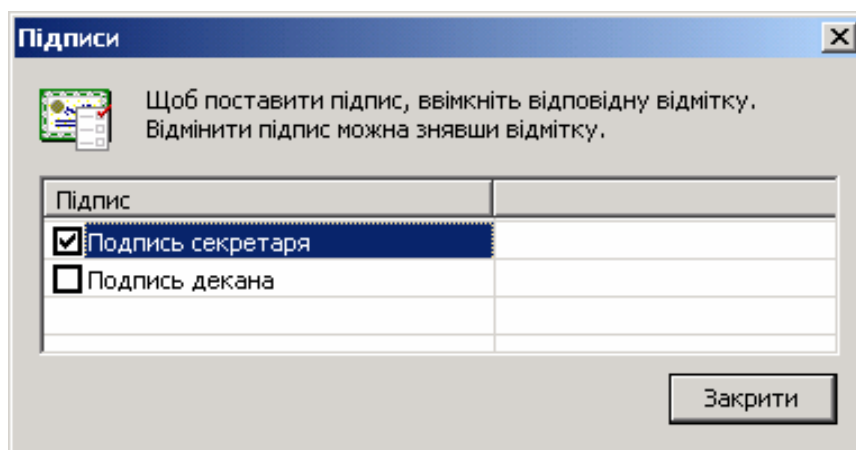 Підписи
Щоб поставити підпис, ввімкніть відповідну відмітку.
Відмінити підпис можна знявши відмітку.
Підпис
Подпись секретаря
Подпись декана
Закрити